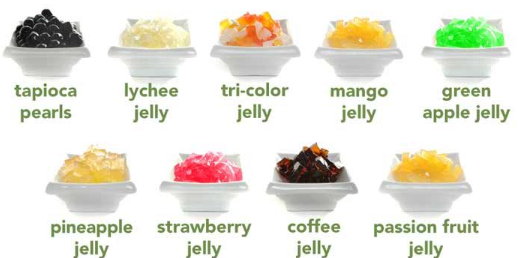 tapioca
pearls
lychee
jelly
tri-color
jelly
mango
jelly
green
apple jelly
pineapple
jelly
strawberry
jelly
coffee
jelly
passion fruit
jelly